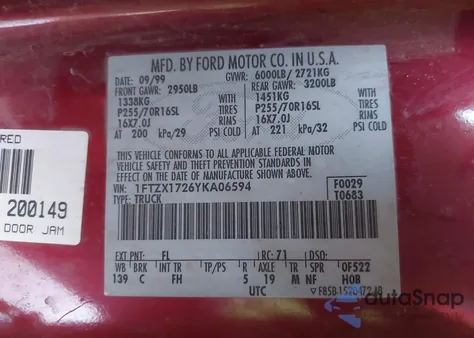 MFD. BY FORD MOTOR CO. IN U.S.A.
DATE: 09/99 GVWR: 6000LB/ 2721KG
FRONT GAWR: 2950LB REAR GAWR: 3200LB
1338KG WITH 1451KG WITH
P255/70R16SL TIRES P255/70R16SL TIRES
16X7.0J RIMS 16X7.0J RIMS
AT 200 kPA/29 PSI COLD AT 221 kPA/32 PSI COLD
THIS VEHICLE CONFORMS TO ALL APPLICABLE FEDERAL MOTOR
VEHICLE SAFETY AND THEFT PREVENTION STANDARDS IN
EFFECT ON THE DATE OF MANUFACTURE SHOWN ABOVE.
VIN: 1FTZX1726YKA06594 F0029
TYPE: TRUCK T0683
EXT PNT: FL RC: 71 DSO:
WB BRK INT TR TP/PS R AXLE TR SPR 0F522
139 C FH 5 19 M NF H0B
UTC
RED
200149
DOOR JAM
autoSnap